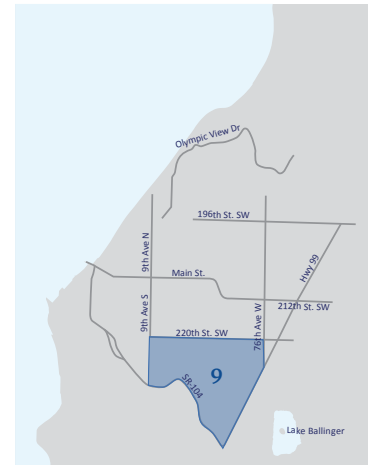 Olympic View Dr
196th St. SW
9th Ave N
Hwy 99
Main St.
212th St. SW
9th Ave S
76th Ave W
220th St. SW
9
SR-104
Lake Ballinger